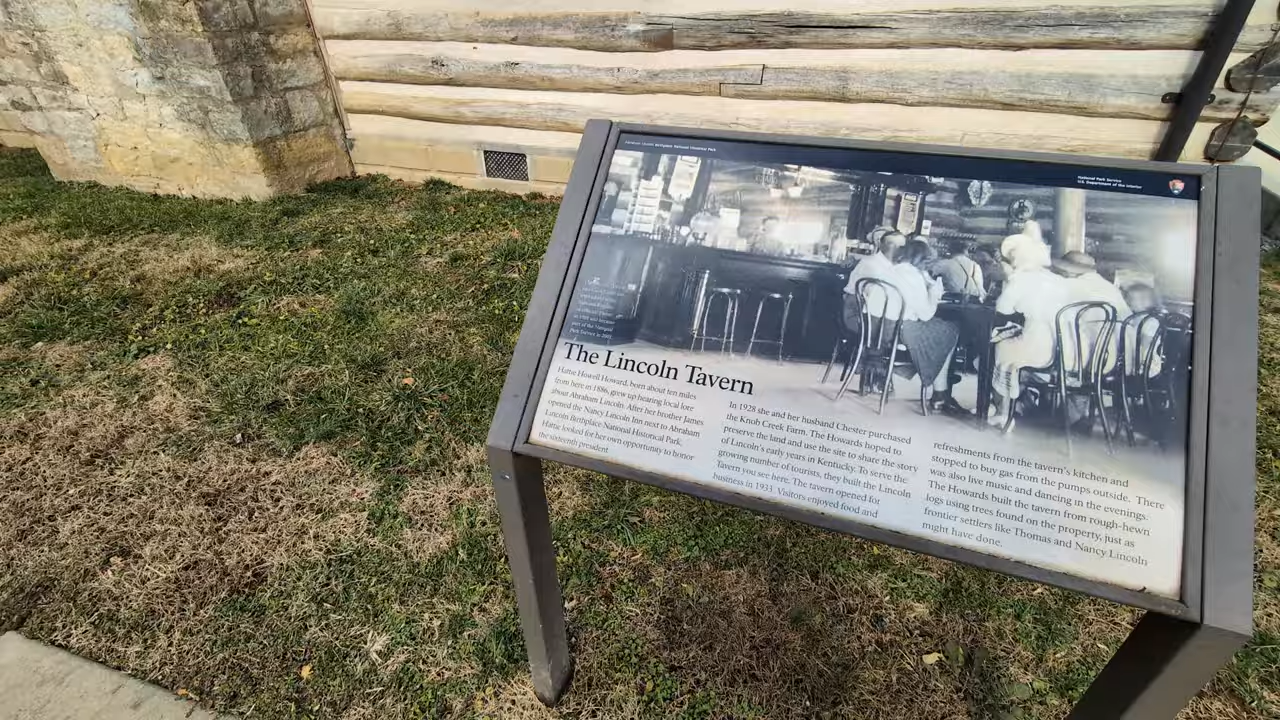 Abraham Lincoln Birthplace National Historical Park
National Park Service
U.S. Department of the Interior
The Lincoln Tavern
Hattie Howell Howard, born about ten miles
from here in 1886, grew up hearing local lore
about Abraham Lincoln. After her brother James
opened the Nancy Lincoln Inn next to Abraham
Lincoln Birthplace National Historical Park,
Hattie looked for her own opportunity to honor
the sixteenth president.
In 1928 she and her husband Chester purchased
the Knob Creek Farm. The Howards hoped to
preserve the land and use the site to share the story
of Lincoln's early years in Kentucky. To serve the
growing number of tourists, they built the Lincoln
Tavern you see here. The tavern opened for
business in 1933. Visitors enjoyed food and
refreshments from the tavern's kitchen and
stopped to buy gas from the pumps outside. There
was also live music and dancing in the evenings.
The Howards built the tavern from rough-hewn
logs using trees found on the property, just as
frontier settlers like Thomas and Nancy Lincoln
might have done.